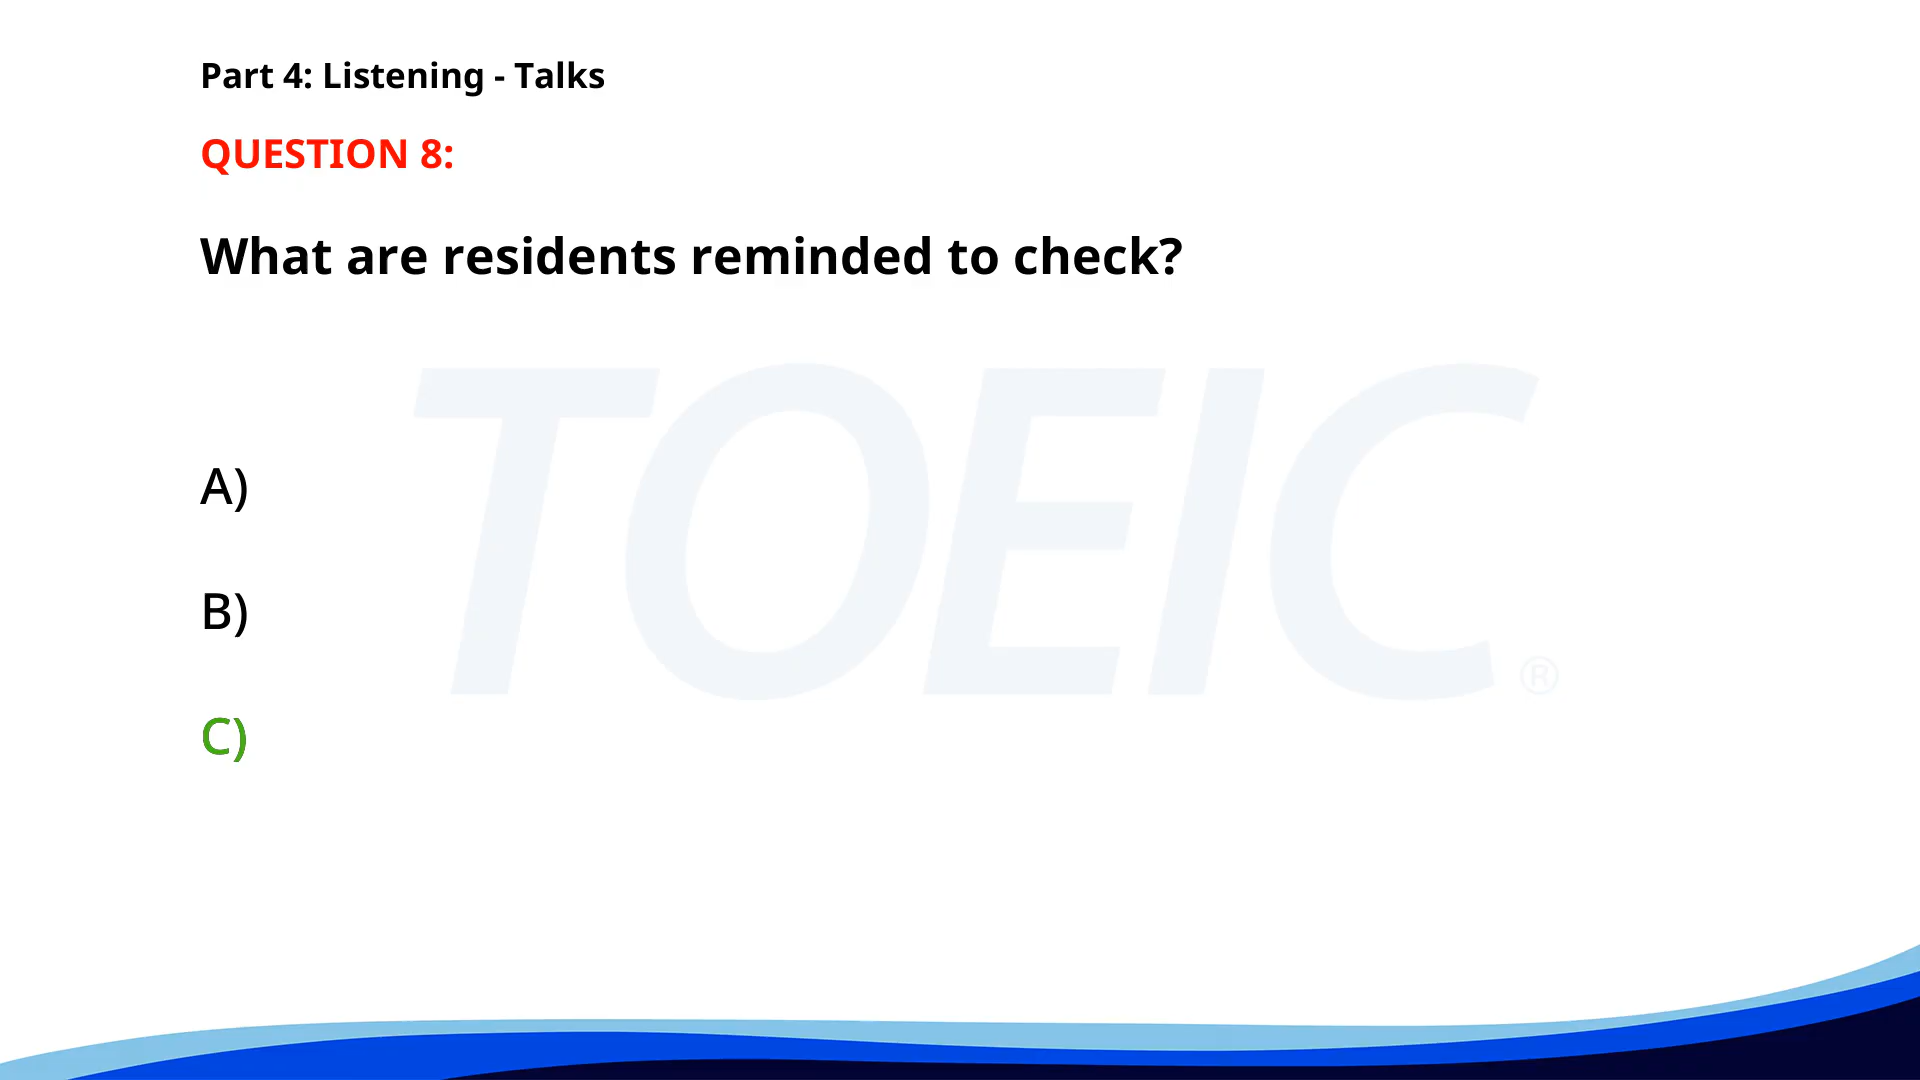 Part 4: Listening - Talks
QUESTION 8:
What are residents reminded to check?
TOEIC®
A)
B)
C)